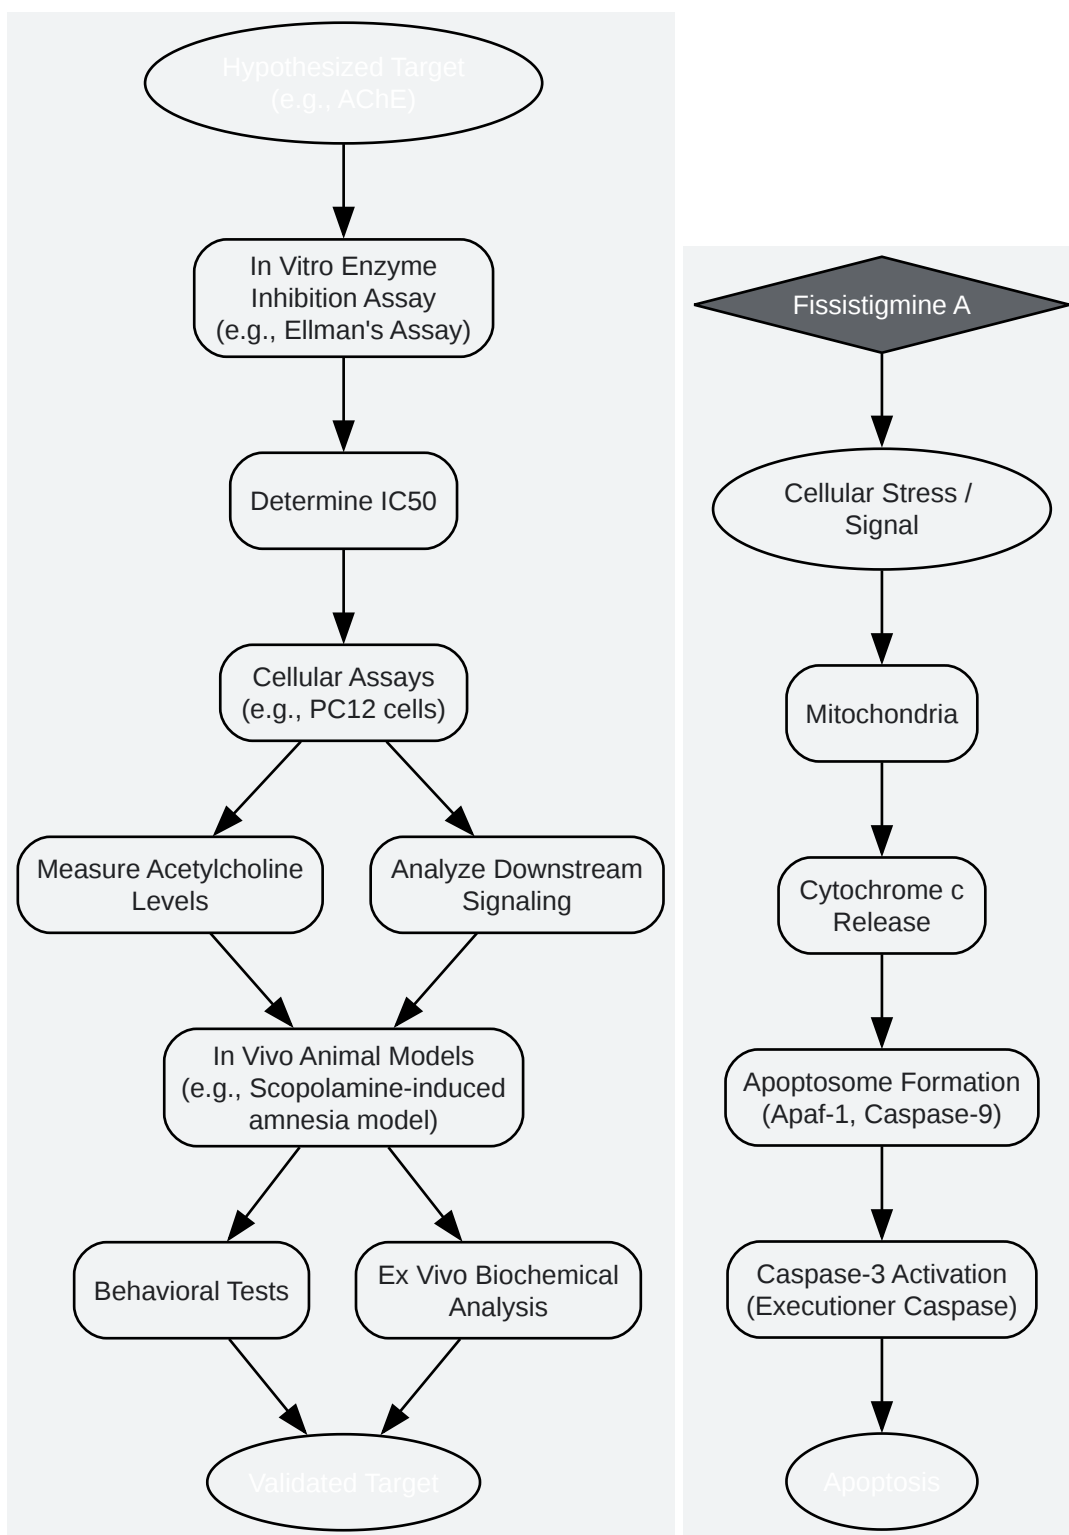 Hypothesized Target
(e.g., AChE)
In Vitro Enzyme
Inhibition Assay
(e.g., Ellman's Assay)
Determine IC50
Cellular Assays
(e.g., PC12 cells)
Measure Acetylcholine
Levels
Analyze Downstream
Signaling
In Vivo Animal Models
(e.g., Scopolamine-induced
amnesia model)
Behavioral Tests
Ex Vivo Biochemical
Analysis
Validated Target
Fissistigmine A
Cellular Stress /
Signal
Mitochondria
Cytochrome c
Release
Apoptosome Formation
(Apaf-1, Caspase-9)
Caspase-3 Activation
(Executioner Caspase)
Apoptosis